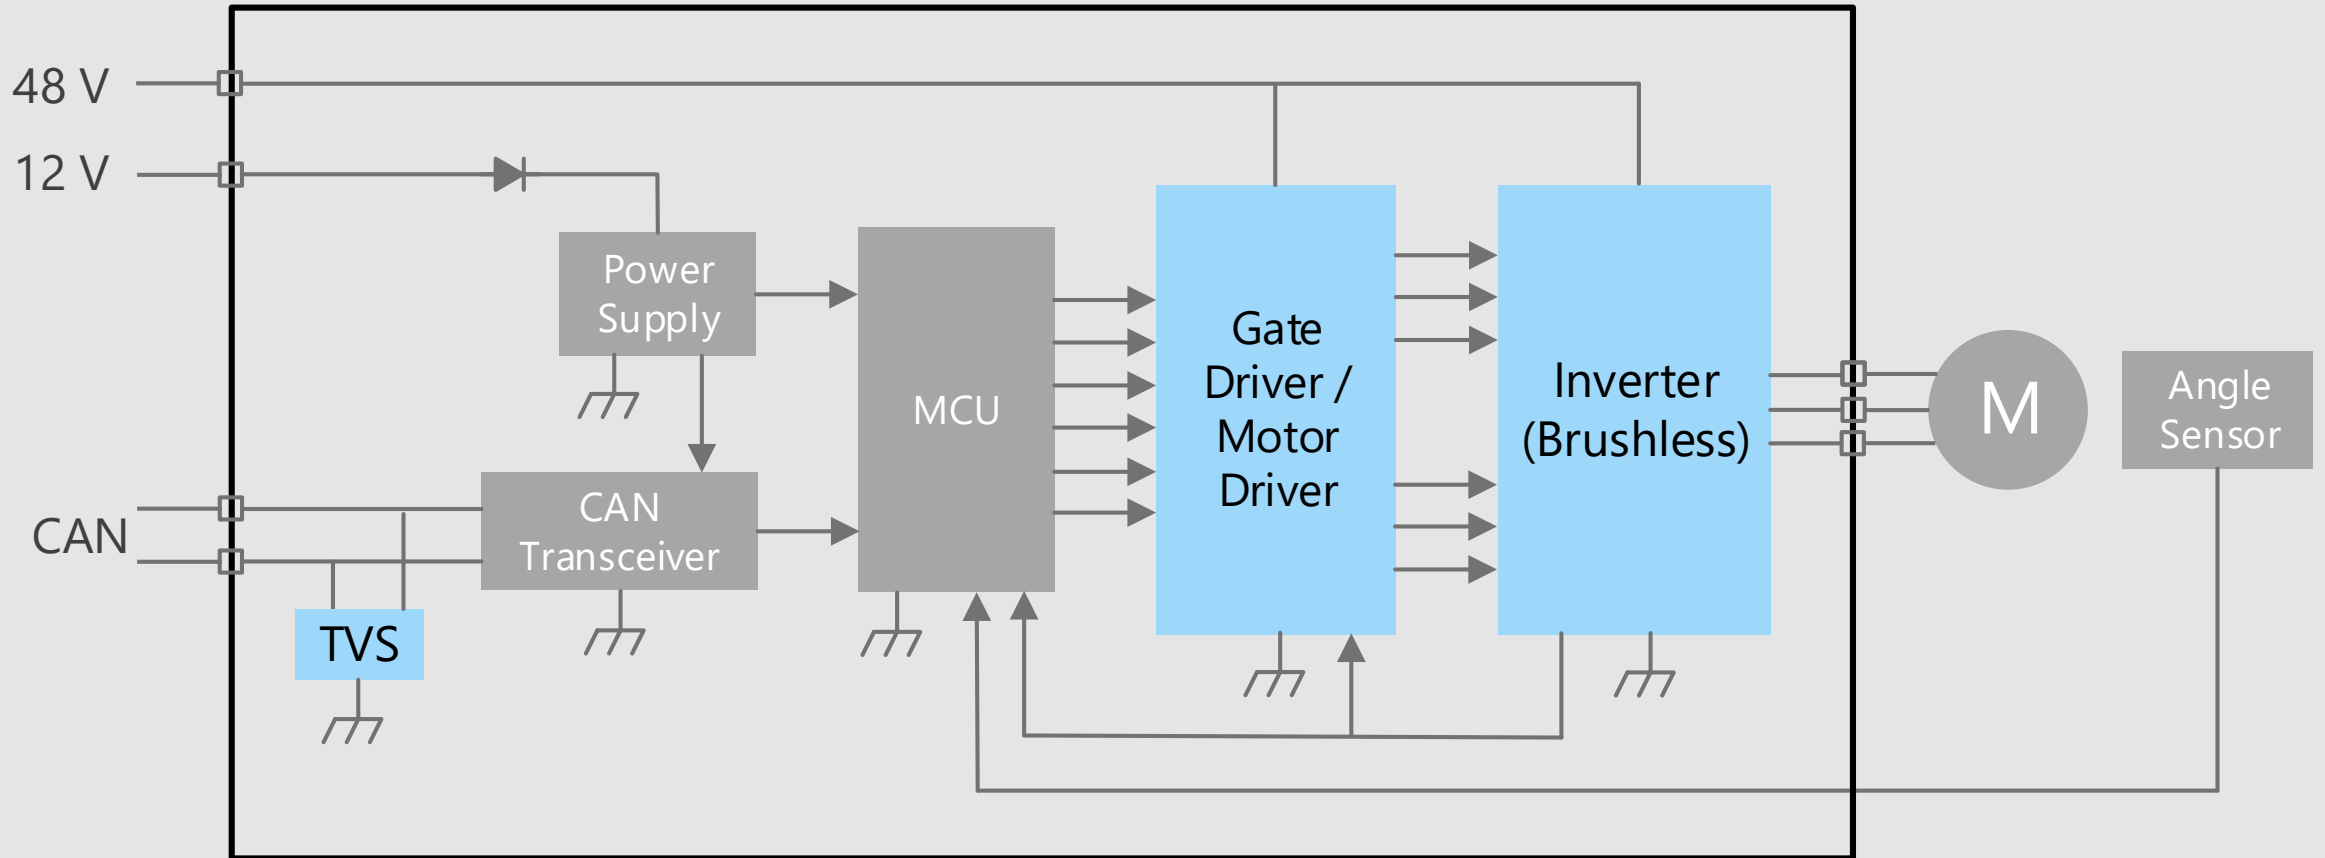 48 V
12 V
CAN
Power
Supply
CAN
Transceiver
TVS
MCU
Gate
Driver /
Motor
Driver
Inverter
(Brushless)
M
Angle
Sensor